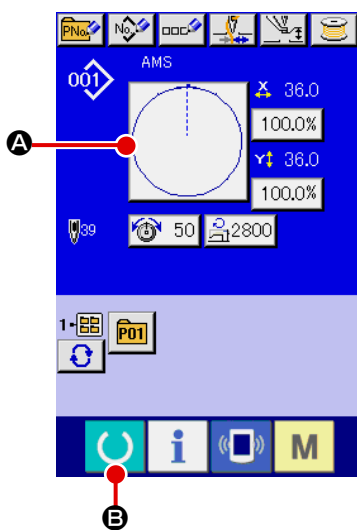 PNo. No.
AMS
001
X 36.0
A
100.0%
Y 36.0
100.0%
39 50 2800
1- P01
i M
B